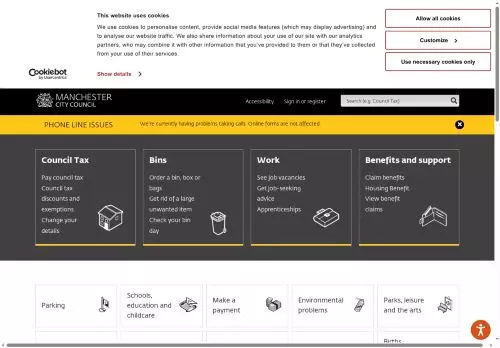 This website uses cookies
We use cookies to personalise content, provide social media features (which may display advertising) and
to analyse our website traffic. We also share information about your use of our site with our analytics
partners, who may combine it with other information that you've provided to them or that they've collected
from your use of their services.
Allow all cookies
Customize
Use necessary cookies only
Cookiebot
by Usercentrics
Show details
MANCHESTER
CITY COUNCIL
Accessibility
Sign in or register
Search (e.g. Council Tax)
PHONE LINE ISSUES
We're currently having problems taking calls. Online forms are not affected
Council Tax
Pay council tax
Council tax
discounts and
exemptions
Change your
details
Bins
Order a bin, box or
bags
Get rid of a large
unwanted item
Check your bin
day
Work
See job vacancies
Get job-seeking
advice
Apprenticeships
Benefits and support
Claim benefits
Housing Benefit
View benefit
claims
Parking
Schools,
education and
childcare
Make a
payment
Environmental
problems
Parks, leisure
and the arts
Births,